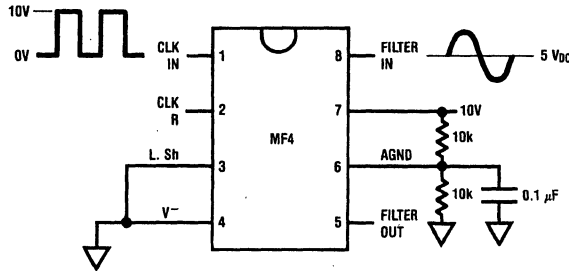 10V
0V
CLK
IN
1
CLK
R
2
L. Sh
3
V−
4
MF4
8
FILTER
IN
5 VDC
7
10V
10k
6
AGND
10k
0.1 µF
5
FILTER
OUT